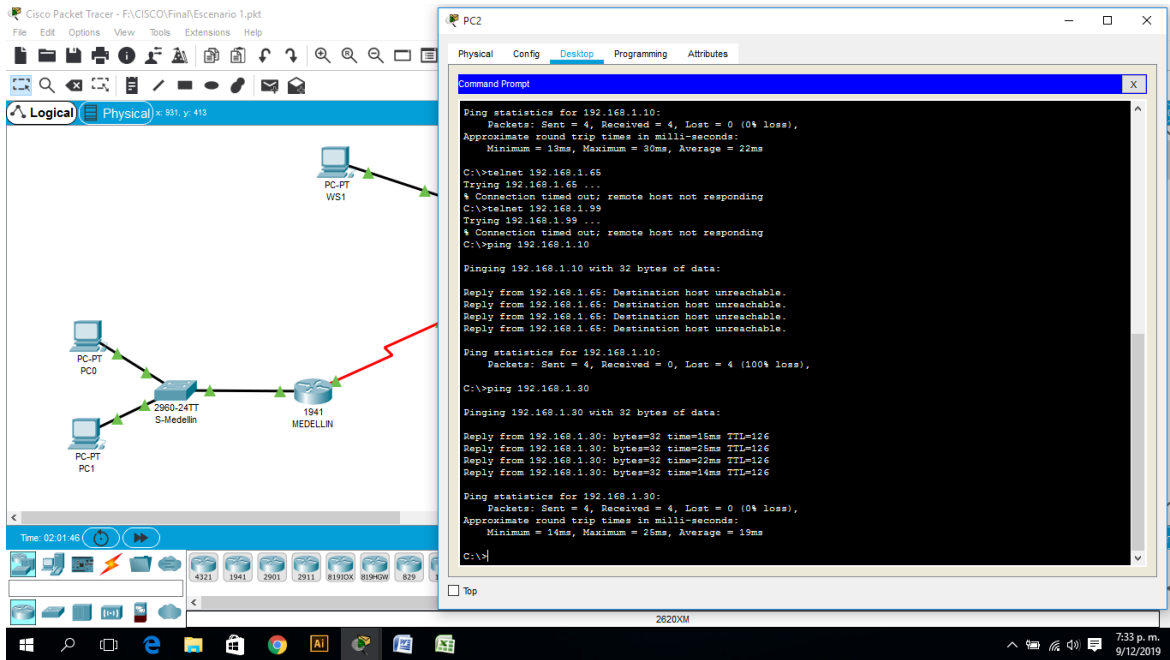 Cisco Packet Tracer - F:\CISCO\Final\Escenario 1.pkt
File Edit Options View Tools Extensions Help
Logical
Physical
x: 931, y: 413
PC-PT
WS1
PC-PT
PC0
2960-24TT
S-Medellin
1941
MEDELLIN
PC-PT
PC1
Time: 02:01:46
4321 1941 2901 2911 819IOX 819HGW 829
2620XM
PC2
Physical Config Desktop Programming Attributes
Command Prompt
X
Ping statistics for 192.168.1.10:
Packets: Sent = 4, Received = 4, Lost = 0 (0% loss),
Approximate round trip times in milli-seconds:
Minimum = 13ms, Maximum = 30ms, Average = 22ms
C:\>telnet 192.168.1.65
Trying 192.168.1.65 ...
% Connection timed out; remote host not responding
C:\>telnet 192.168.1.99
Trying 192.168.1.99 ...
% Connection timed out; remote host not responding
C:\>ping 192.168.1.10
Pinging 192.168.1.10 with 32 bytes of data:
Reply from 192.168.1.65: Destination host unreachable.
Reply from 192.168.1.65: Destination host unreachable.
Reply from 192.168.1.65: Destination host unreachable.
Reply from 192.168.1.65: Destination host unreachable.
Ping statistics for 192.168.1.10:
Packets: Sent = 4, Received = 0, Lost = 4 (100% loss),
C:\>ping 192.168.1.30
Pinging 192.168.1.30 with 32 bytes of data:
Reply from 192.168.1.30: bytes=32 time=15ms TTL=126
Reply from 192.168.1.30: bytes=32 time=25ms TTL=126
Reply from 192.168.1.30: bytes=32 time=22ms TTL=126
Reply from 192.168.1.30: bytes=32 time=14ms TTL=126
Ping statistics for 192.168.1.30:
Packets: Sent = 4, Received = 4, Lost = 0 (0% loss),
Approximate round trip times in milli-seconds:
Minimum = 14ms, Maximum = 25ms, Average = 19ms
C:\>
Top
Ai
7:33 p. m.
9/12/2019